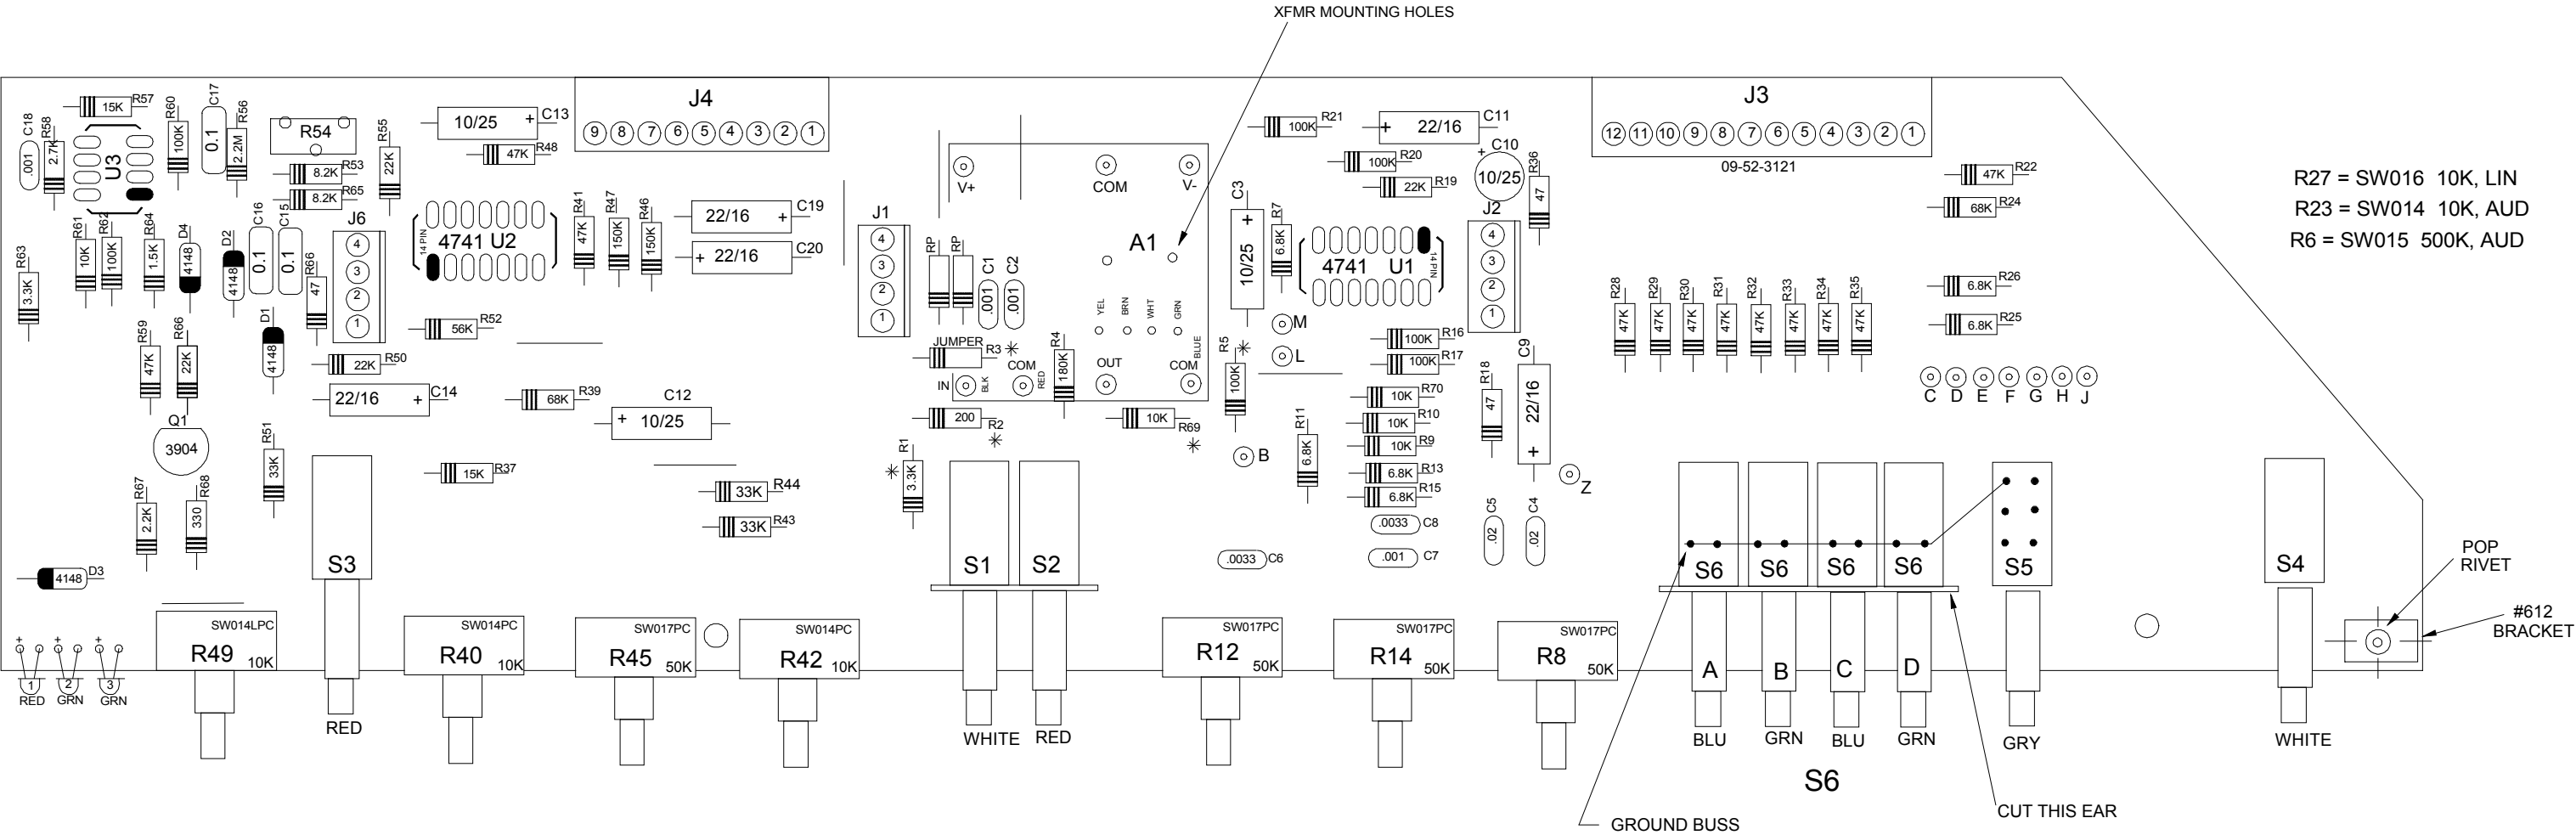 XFMR MOUNTING HOLES
C18
.001
R58
2.7K
15K
R57
U3
R60
100K
C17
0.1
R56
2.2M
R54
R53
8.2K
R65
8.2K
R55
22K
10/25
+
C13
47K
R48
J4
9 8 7 6 5 4 3 2 1
R63
3.3K
R61
10K
R62
100K
R64
1.5K
D4
4148
D2
4148
C16
0.1
C15
0.1
R66
47
J6
4
3
2
1
14 PIN
4741 U2
R41
47K
R47
150K
R46
150K
22/16
+
C19
+
22/16
C20
J1
4
3
2
1
RP
RP
C1
.001
C2
.001
V+
COM
V-
A1
YEL
BRN
WHT
GRN
BLUE
JUMPER
R3
IN
BLK
COM
RED
R4
180K
OUT
COM
200
R2
10K
R69
C3
+
10/25
R7
6.8K
100K
R21
100K
R20
22K
R19
+
22/16
C11
+
C10
10/25
R36
47
4741 U1
14 PIN
J2
4
3
2
1
M
L
R5
100K
B
R11
6.8K
100K
R16
100K
R17
10K
R70
10K
R10
10K
R9
6.8K
R13
6.8K
R15
.0033
C8
.001
C7
.0033
C6
R18
47
C9
22/16
+
Z
C5
.02
C4
.02
J3
12 11 10 9 8 7 6 5 4 3 2 1
09-52-3121
47K
R22
68K
R24
6.8K
R26
6.8K
R25
R28
47K
R29
47K
R30
47K
R31
47K
R32
47K
R33
47K
R34
47K
R35
47K
C D E F G H J
R27 = SW016 10K, LIN
R23 = SW014 10K, AUD
R6 = SW015 500K, AUD
R59
47K
R66
22K
D1
4148
22K
R50
56K
R52
22/16
+
C14
68K
R39
C12
+
10/25
Q1
3904
R51
33K
R67
2.2K
R68
330
15K
R37
33K
R44
33K
R43
R1
3.3K
4148
D3
S3
S1
S2
S6
S6
S6
S6
S5
S4
POP
RIVET
#612
BRACKET
+
+
+
1
2
3
RED
GRN
GRN
SW014LPC
R49
10K
RED
SW014PC
R40
10K
SW017PC
R45
50K
SW014PC
R42
10K
WHITE
RED
SW017PC
R12
50K
SW017PC
R14
50K
SW017PC
R8
50K
A
B
C
D
BLU
GRN
BLU
GRN
GRY
WHITE
S6
GROUND BUSS
CUT THIS EAR